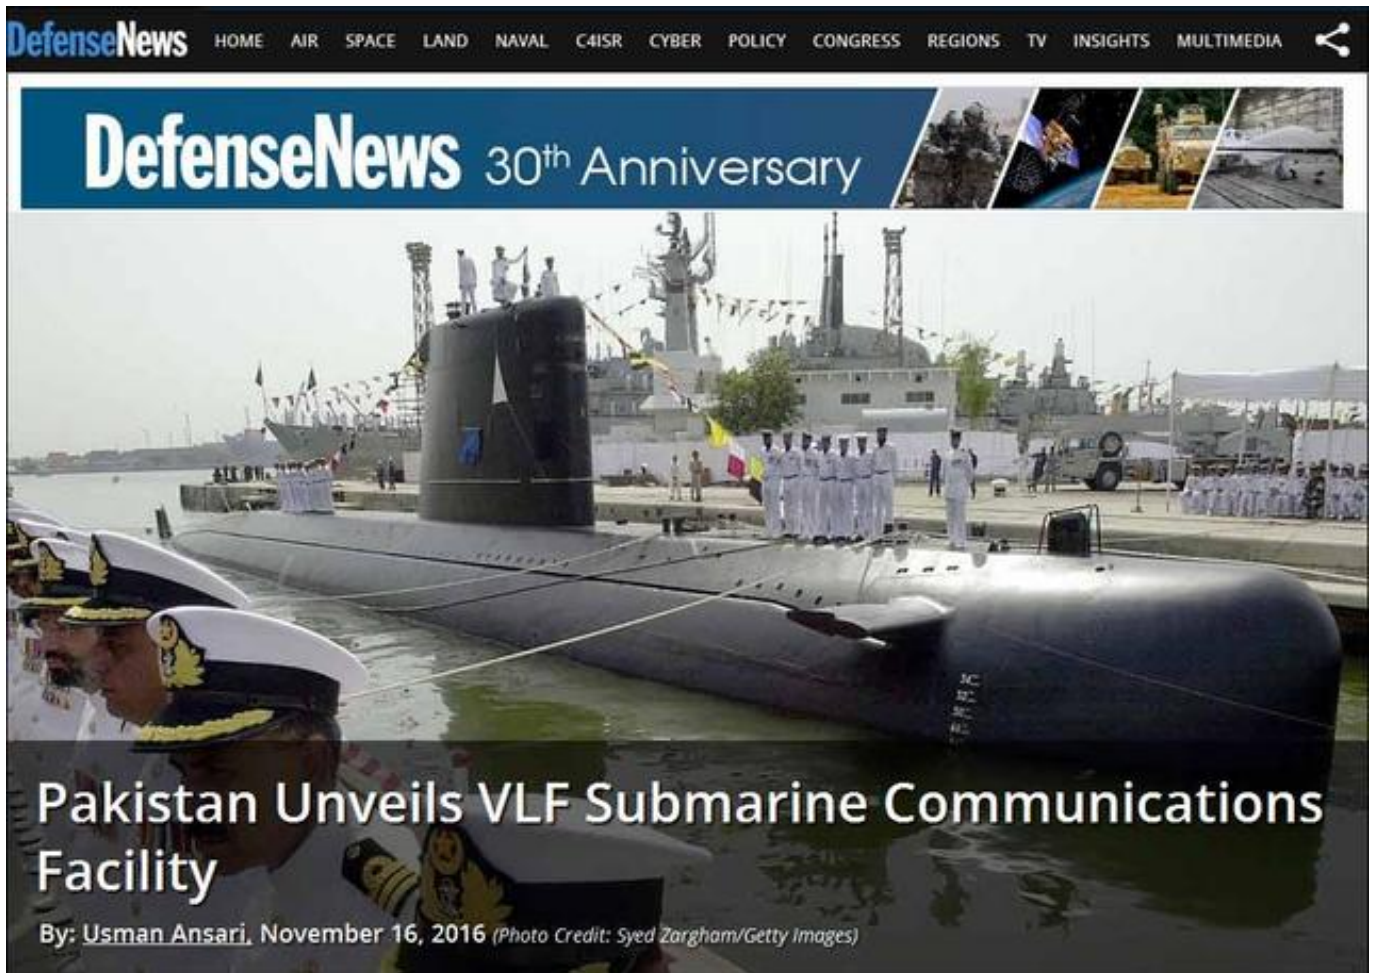 DefenseNews HOME AIR SPACE LAND NAVAL C4ISR CYBER POLICY CONGRESS REGIONS TV INSIGHTS MULTIMEDIA
DefenseNews 30th Anniversary
Pakistan Unveils VLF Submarine Communications
Facility
By: Usman Ansari, November 16, 2016 (Photo Credit: Syed Zargham/Getty Images)